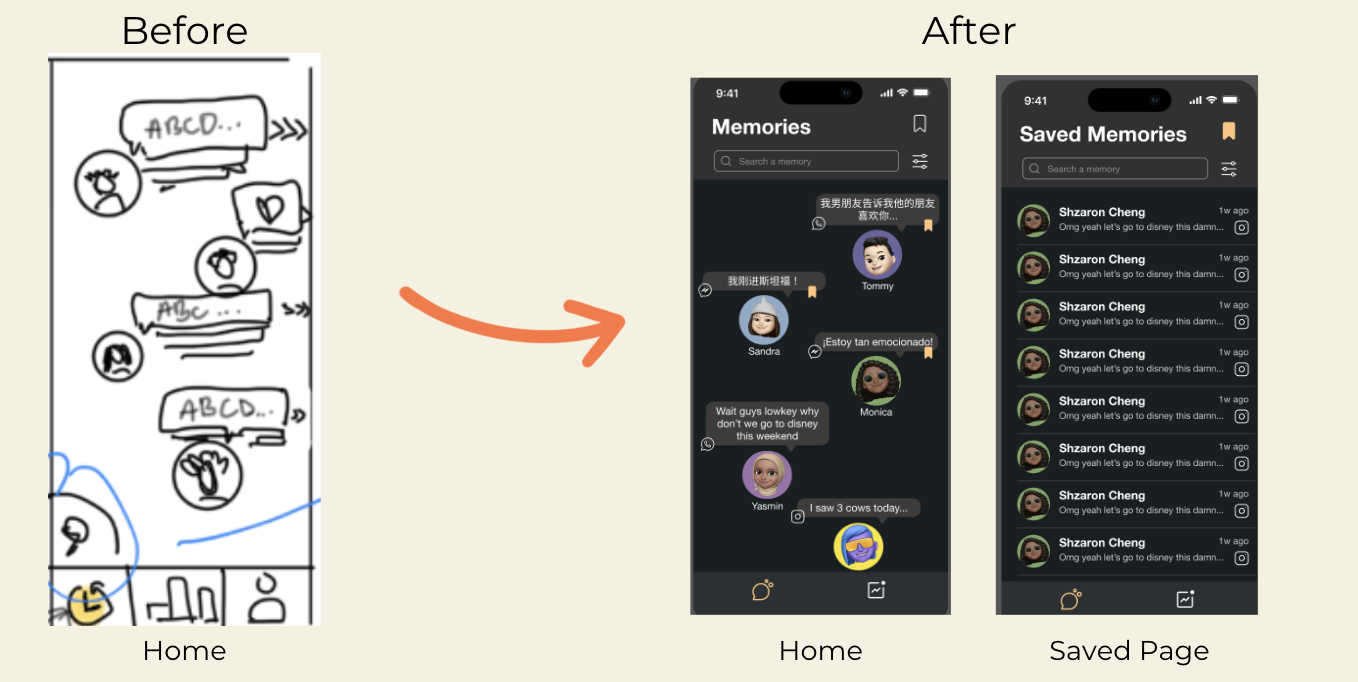 Before
After
ABCD...
ABC ...
ABCD...
Home
9:41
Memories
Search a memory
我男朋友告诉我他的朋友
喜欢你...
Tommy
我刚进斯坦福！
Sandra
¡Estoy tan emocionado!
Monica
Wait guys lowkey why
don't we go to disney
this weekend
Yasmin
I saw 3 cows today...
Home
9:41
Saved Memories
Search a memory
Shzaron Cheng
1w ago
Omg yeah let's go to disney this damn...
Shzaron Cheng
1w ago
Omg yeah let's go to disney this damn...
Shzaron Cheng
1w ago
Omg yeah let's go to disney this damn...
Shzaron Cheng
1w ago
Omg yeah let's go to disney this damn...
Shzaron Cheng
1w ago
Omg yeah let's go to disney this damn...
Shzaron Cheng
1w ago
Omg yeah let's go to disney this damn...
Shzaron Cheng
1w ago
Omg yeah let's go to disney this damn...
Shzaron Cheng
1w ago
Omg yeah let's go to disney this damn...
Saved Page